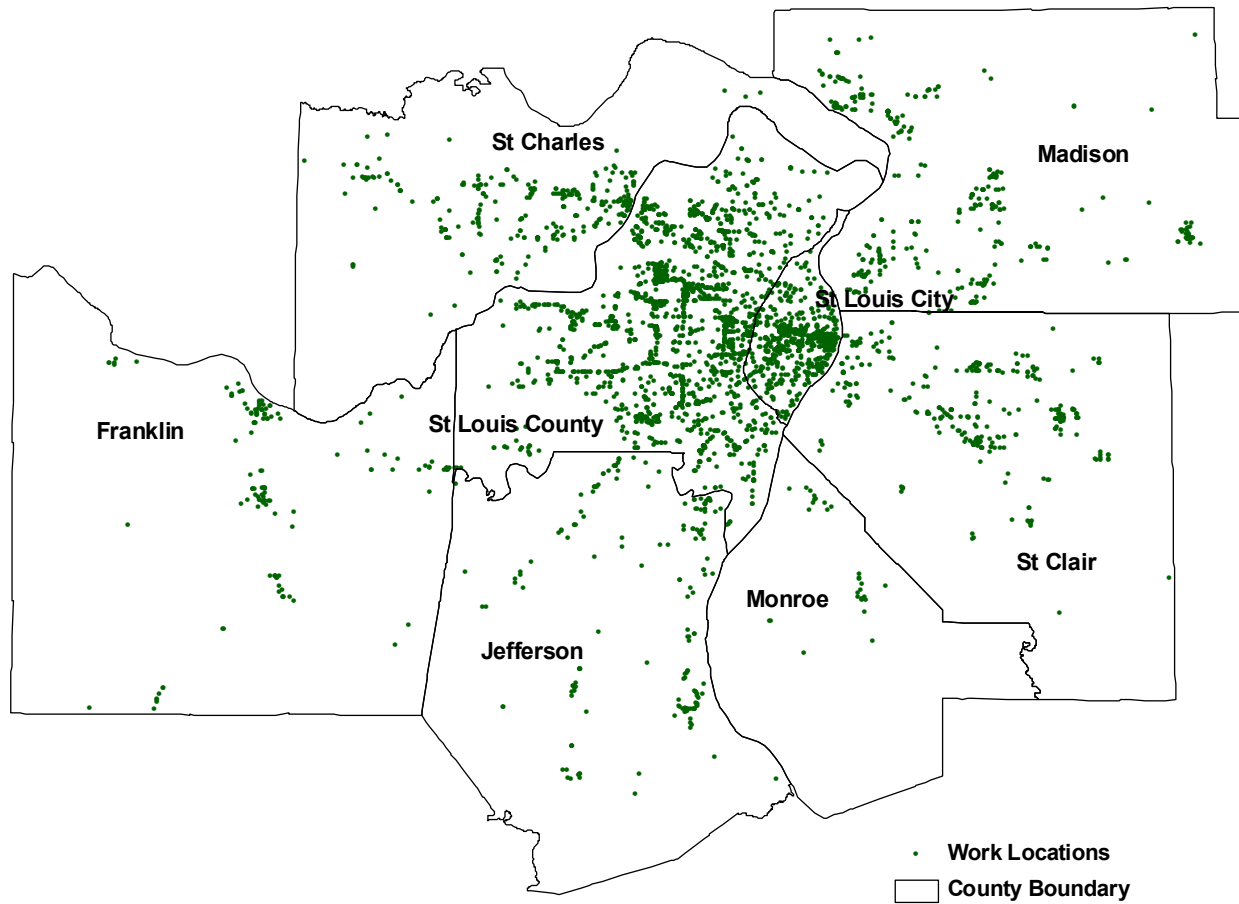 St Charles
Madison
St Louis City
Franklin
St Louis County
St Clair
Monroe
Jefferson
Work Locations
County Boundary